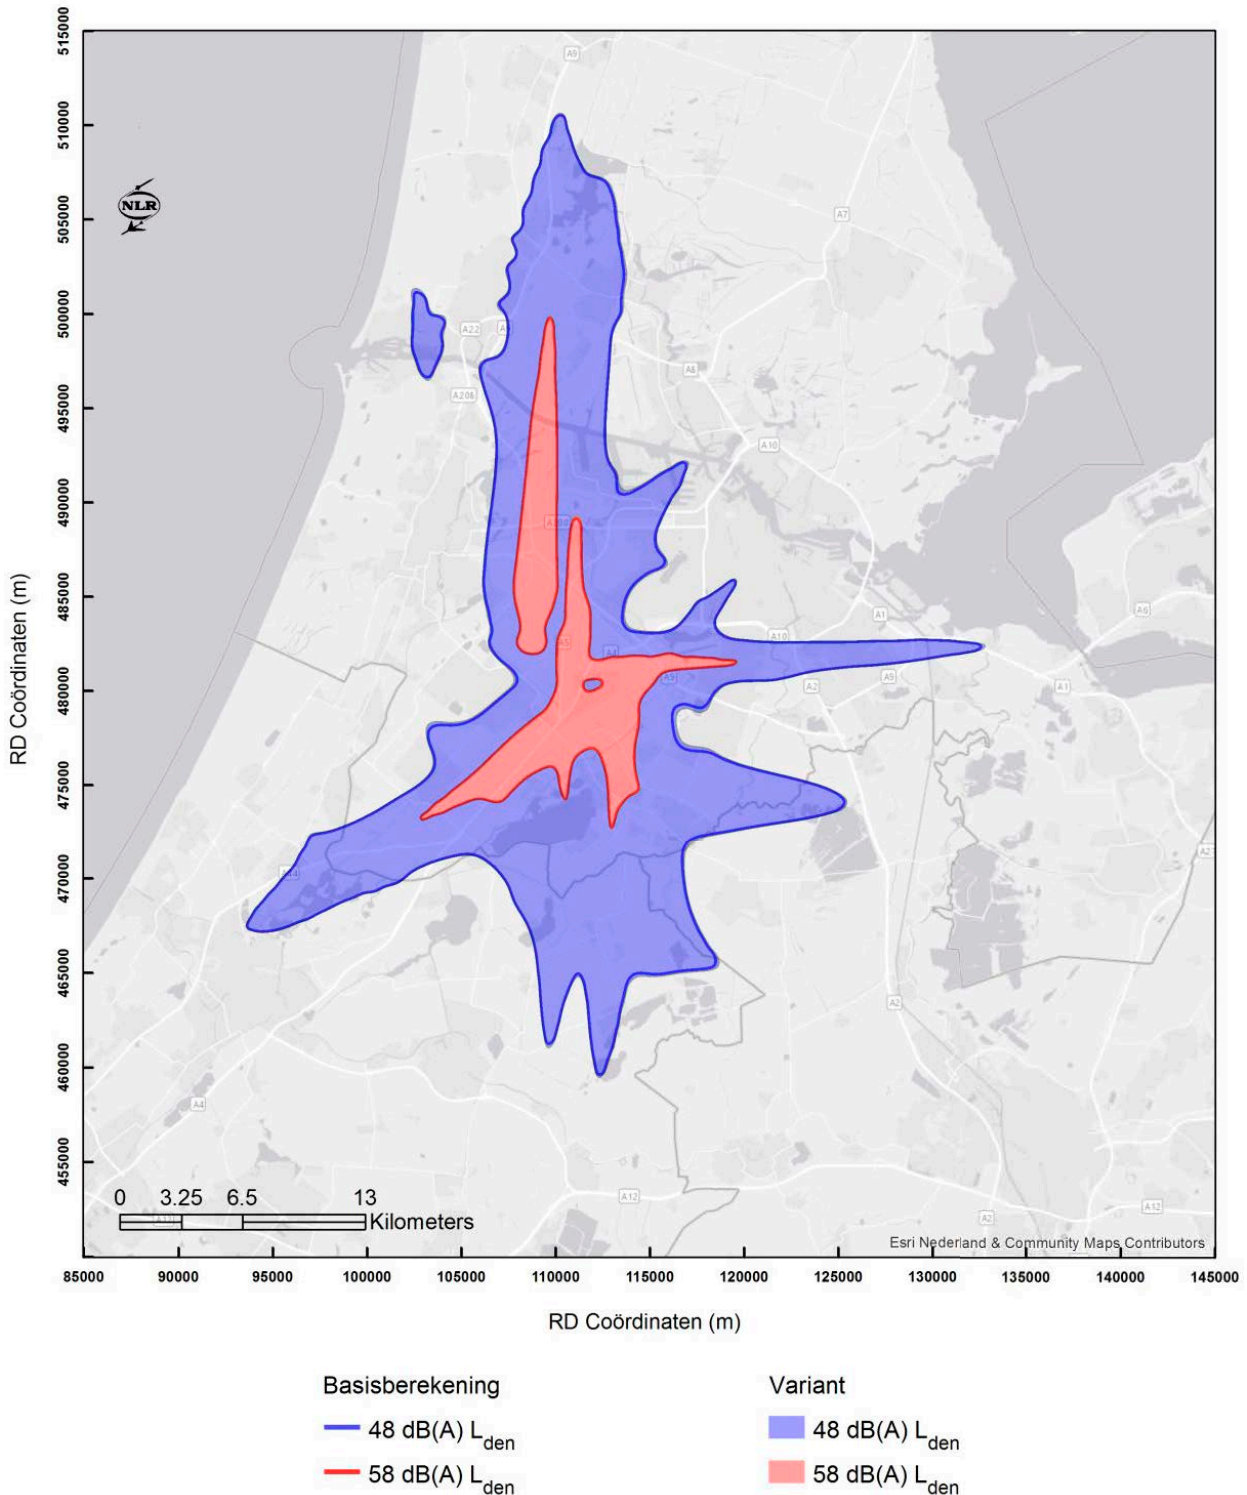 515000
510000
505000
500000
495000
490000
485000
480000
475000
470000
465000
460000
455000
RD Coördinaten (m)
NLR
A9
A7
A22
A8
A208
A10
A200
A5
A4
A10
A1
A6
A9
A2
A9
A1
A44
A2
A4
A12
A2
A12
0 3.25 6.5 13
Kilometers
Esri Nederland & Community Maps Contributors
85000 90000 95000 100000 105000 110000 115000 120000 125000 130000 135000 140000 145000
RD Coördinaten (m)
Basisberekening
48 dB(A) Lden
58 dB(A) Lden
Variant
48 dB(A) Lden
58 dB(A) Lden